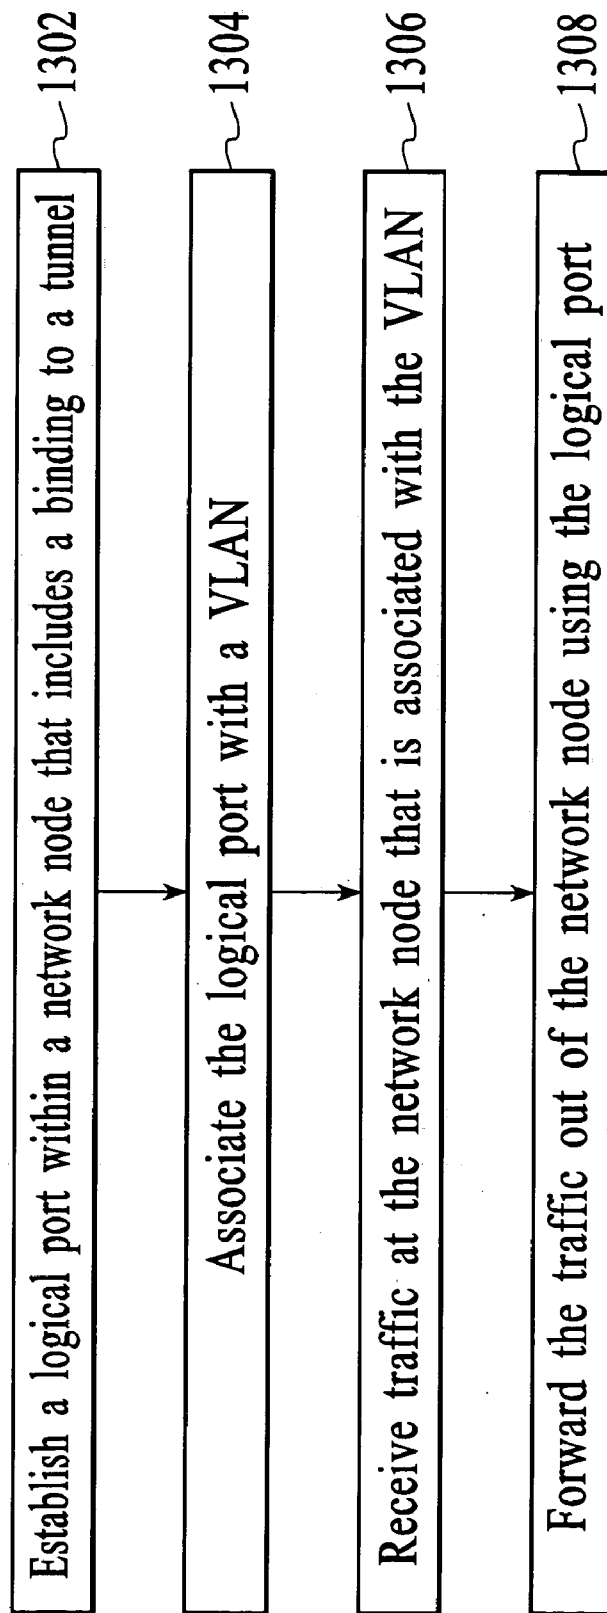 Establish a logical port within a network node that includes a binding to a tunnel 1302
Associate the logical port with a VLAN 1304
Receive traffic at the network node that is associated with the VLAN 1306
Forward the traffic out of the network node using the logical port 1308